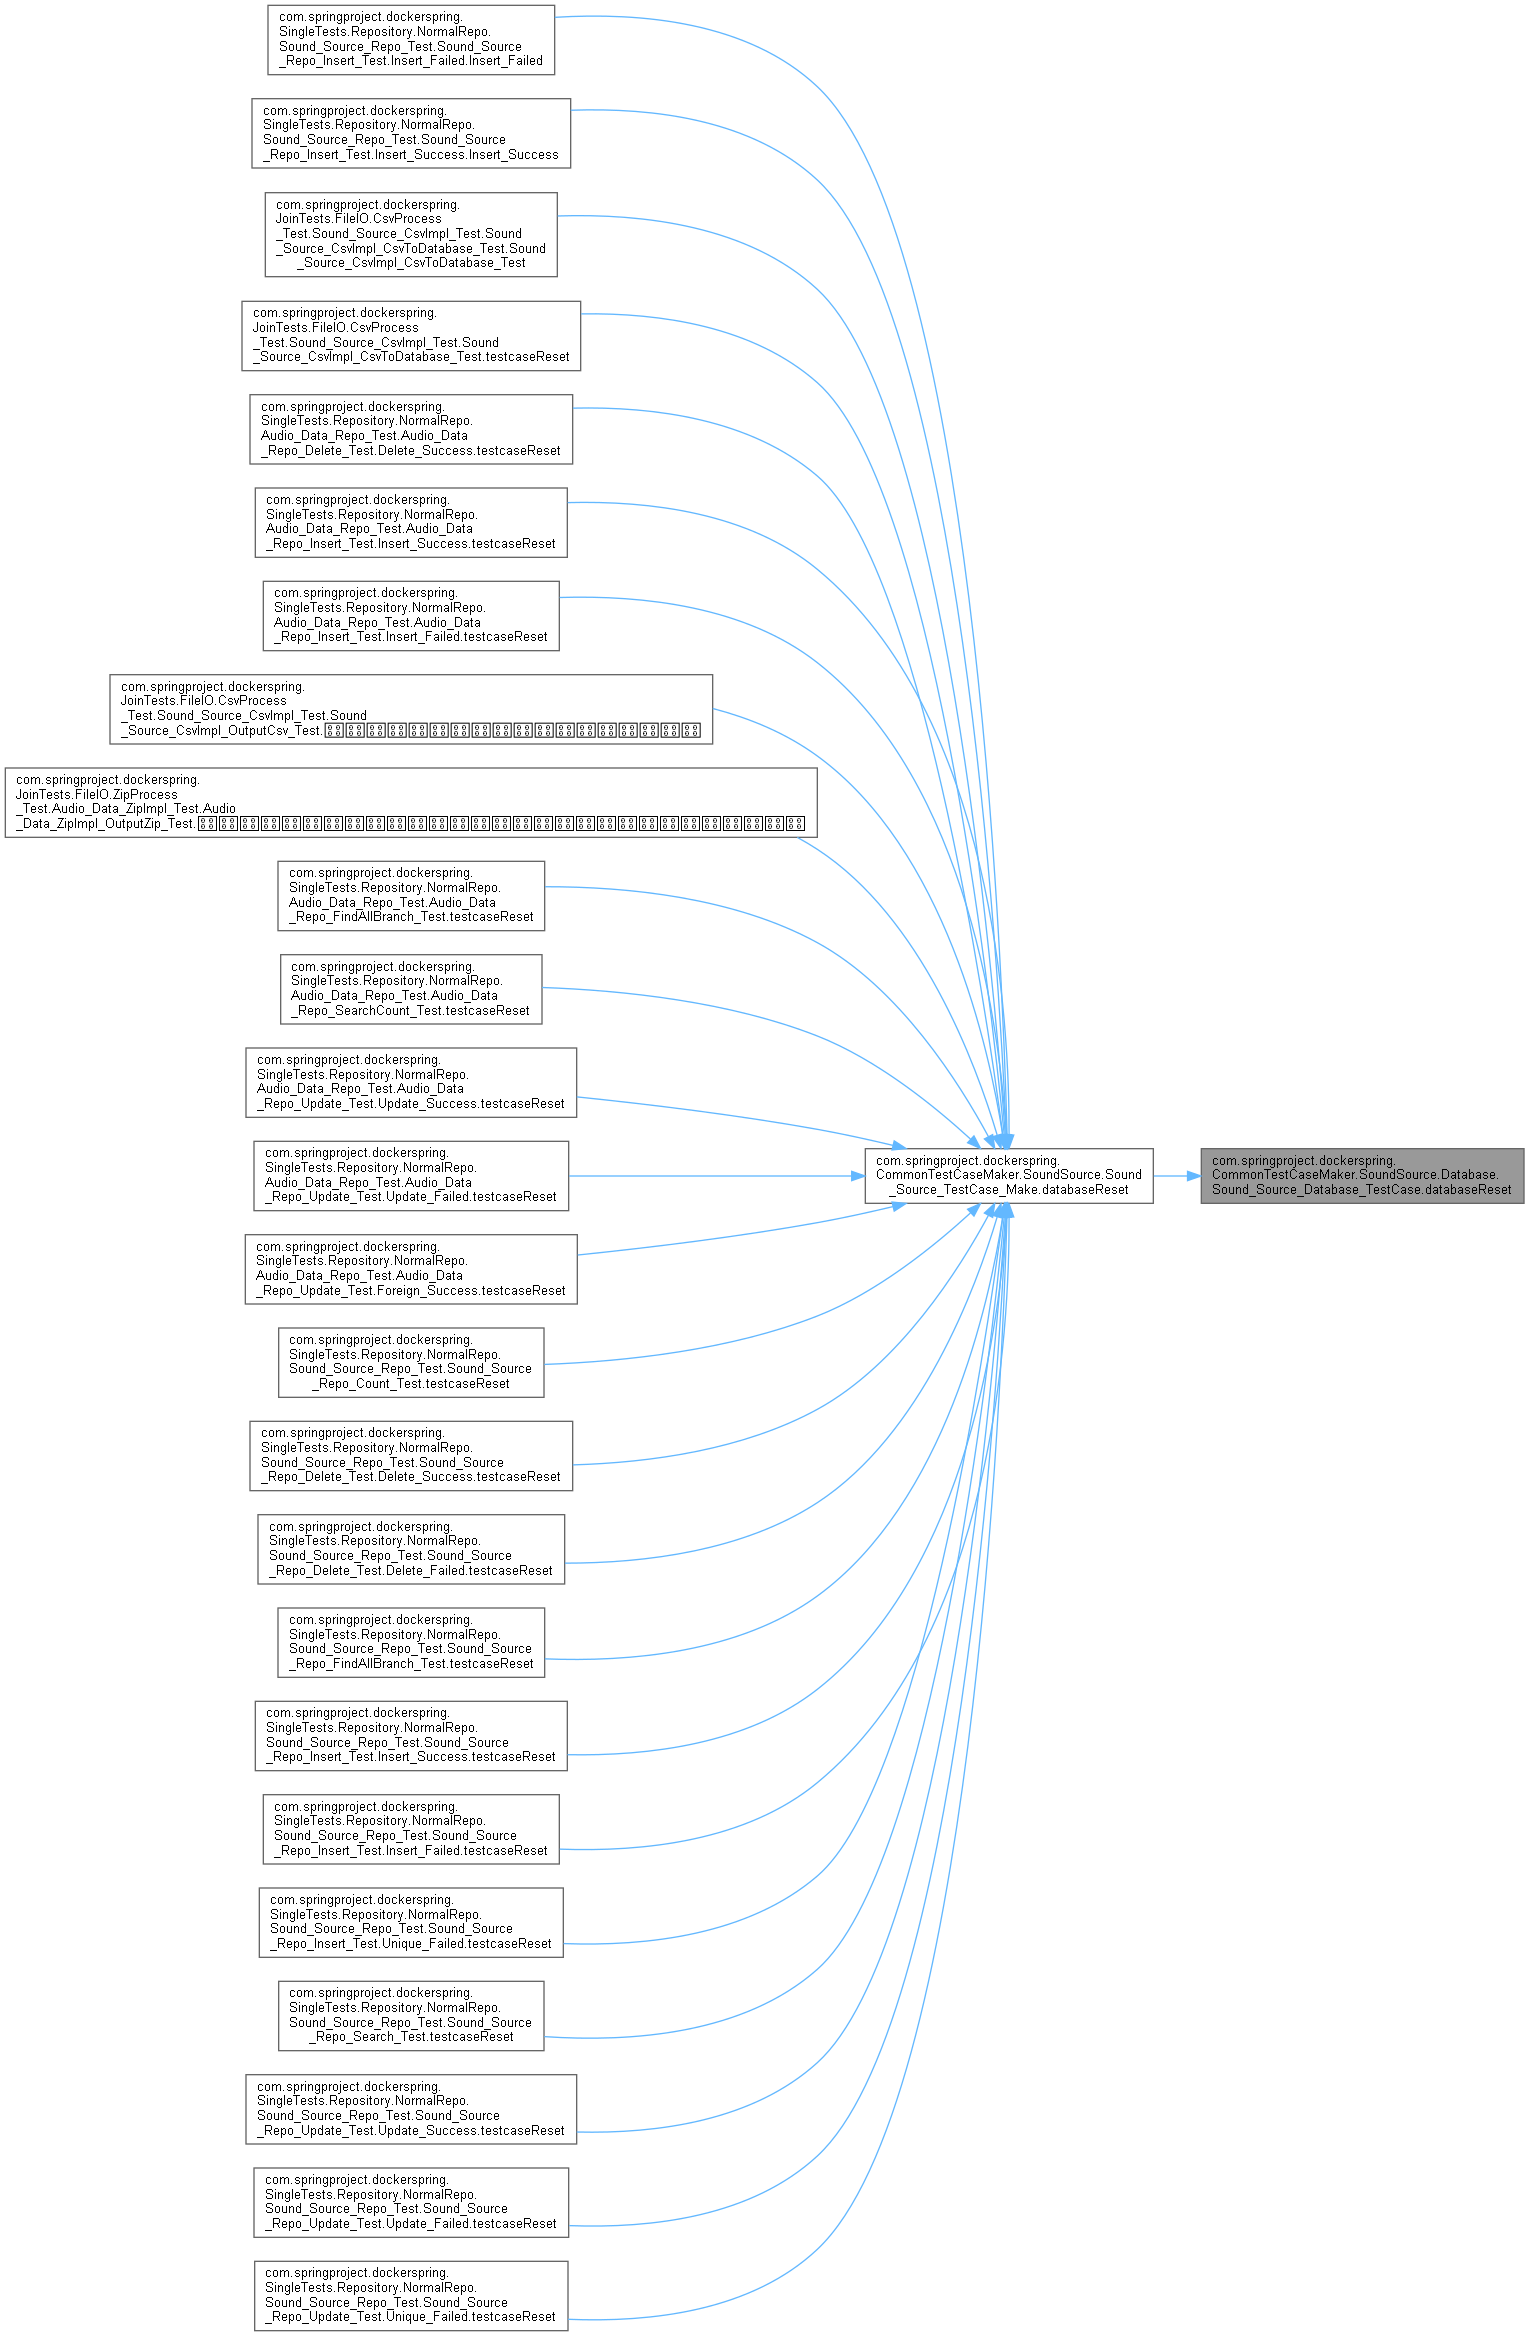 com.springproject.dockerspring.
SingleTests.Repository.NormalRepo.
Sound_Source_Repo_Test.Sound_Source
_Repo_Insert_Test.Insert_Failed.Insert_Failed
com.springproject.dockerspring.
SingleTests.Repository.NormalRepo.
Sound_Source_Repo_Test.Sound_Source
_Repo_Insert_Test.Insert_Success.Insert_Success
com.springproject.dockerspring.
JoinTests.FileIO.CsvProcess
_Test.Sound_Source_CsvImpl_Test.Sound
_Source_CsvImpl_CsvToDatabase_Test.Sound
_Source_CsvImpl_CsvToDatabase_Test
com.springproject.dockerspring.
JoinTests.FileIO.CsvProcess
_Test.Sound_Source_CsvImpl_Test.Sound
_Source_CsvImpl_CsvToDatabase_Test.testcaseReset
com.springproject.dockerspring.
SingleTests.Repository.NormalRepo.
Audio_Data_Repo_Test.Audio_Data
_Repo_Delete_Test.Delete_Success.testcaseReset
com.springproject.dockerspring.
SingleTests.Repository.NormalRepo.
Audio_Data_Repo_Test.Audio_Data
_Repo_Insert_Test.Insert_Success.testcaseReset
com.springproject.dockerspring.
SingleTests.Repository.NormalRepo.
Audio_Data_Repo_Test.Audio_Data
_Repo_Insert_Test.Insert_Failed.testcaseReset
com.springproject.dockerspring.
JoinTests.FileIO.CsvProcess
_Test.Sound_Source_CsvImpl_Test.Sound
_Source_CsvImpl_OutputCsv_Test.
com.springproject.dockerspring.
JoinTests.FileIO.ZipProcess
_Test.Audio_Data_ZipImpl_Test.Audio
_Data_ZipImpl_OutputZip_Test.
com.springproject.dockerspring.
SingleTests.Repository.NormalRepo.
Audio_Data_Repo_Test.Audio_Data
_Repo_FindAllBranch_Test.testcaseReset
com.springproject.dockerspring.
SingleTests.Repository.NormalRepo.
Audio_Data_Repo_Test.Audio_Data
_Repo_SearchCount_Test.testcaseReset
com.springproject.dockerspring.
SingleTests.Repository.NormalRepo.
Audio_Data_Repo_Test.Audio_Data
_Repo_Update_Test.Update_Success.testcaseReset
com.springproject.dockerspring.
SingleTests.Repository.NormalRepo.
Audio_Data_Repo_Test.Audio_Data
_Repo_Update_Test.Update_Failed.testcaseReset
com.springproject.dockerspring.
CommonTestCaseMaker.SoundSource.Sound
_Source_TestCase_Make.databaseReset
com.springproject.dockerspring.
CommonTestCaseMaker.SoundSource.Database.
Sound_Source_Database_TestCase.databaseReset
com.springproject.dockerspring.
SingleTests.Repository.NormalRepo.
Audio_Data_Repo_Test.Audio_Data
_Repo_Update_Test.Foreign_Success.testcaseReset
com.springproject.dockerspring.
SingleTests.Repository.NormalRepo.
Sound_Source_Repo_Test.Sound_Source
_Repo_Count_Test.testcaseReset
com.springproject.dockerspring.
SingleTests.Repository.NormalRepo.
Sound_Source_Repo_Test.Sound_Source
_Repo_Delete_Test.Delete_Success.testcaseReset
com.springproject.dockerspring.
SingleTests.Repository.NormalRepo.
Sound_Source_Repo_Test.Sound_Source
_Repo_Delete_Test.Delete_Failed.testcaseReset
com.springproject.dockerspring.
SingleTests.Repository.NormalRepo.
Sound_Source_Repo_Test.Sound_Source
_Repo_FindAllBranch_Test.testcaseReset
com.springproject.dockerspring.
SingleTests.Repository.NormalRepo.
Sound_Source_Repo_Test.Sound_Source
_Repo_Insert_Test.Insert_Success.testcaseReset
com.springproject.dockerspring.
SingleTests.Repository.NormalRepo.
Sound_Source_Repo_Test.Sound_Source
_Repo_Insert_Test.Insert_Failed.testcaseReset
com.springproject.dockerspring.
SingleTests.Repository.NormalRepo.
Sound_Source_Repo_Test.Sound_Source
_Repo_Insert_Test.Unique_Failed.testcaseReset
com.springproject.dockerspring.
SingleTests.Repository.NormalRepo.
Sound_Source_Repo_Test.Sound_Source
_Repo_Search_Test.testcaseReset
com.springproject.dockerspring.
SingleTests.Repository.NormalRepo.
Sound_Source_Repo_Test.Sound_Source
_Repo_Update_Test.Update_Success.testcaseReset
com.springproject.dockerspring.
SingleTests.Repository.NormalRepo.
Sound_Source_Repo_Test.Sound_Source
_Repo_Update_Test.Update_Failed.testcaseReset
com.springproject.dockerspring.
SingleTests.Repository.NormalRepo.
Sound_Source_Repo_Test.Sound_Source
_Repo_Update_Test.Unique_Failed.testcaseReset